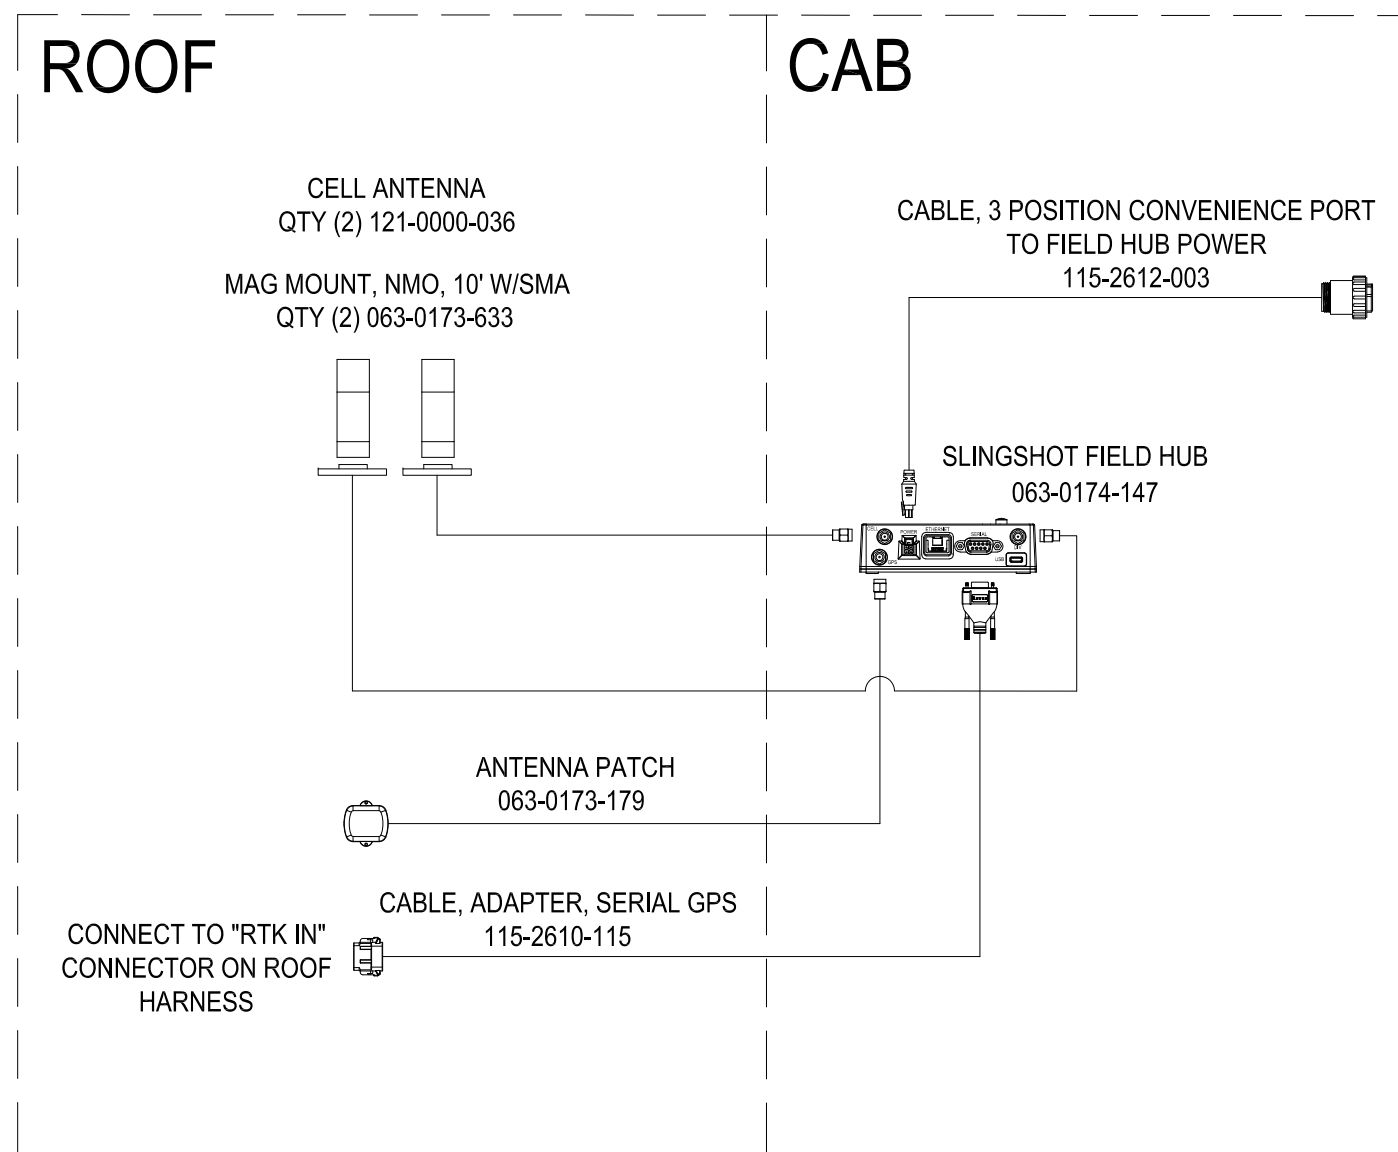 ROOF
CAB
CELL ANTENNA
QTY (2) 121-0000-036
MAG MOUNT, NMO, 10' W/SMA
QTY (2) 063-0173-633
CABLE, 3 POSITION CONVENIENCE PORT
TO FIELD HUB POWER
115-2612-003
SLINGSHOT FIELD HUB
063-0174-147
CELL
POWER
ETHERNET
SERIAL
DIV
GPS
USB
ANTENNA PATCH
063-0173-179
CABLE, ADAPTER, SERIAL GPS
115-2610-115
CONNECT TO "RTK IN"
CONNECTOR ON ROOF
HARNESS